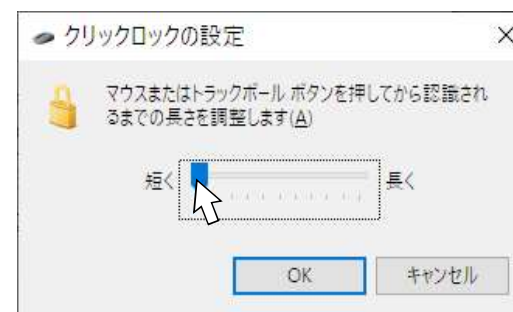 クリックロックの設定
マウスまたはトラックボール ボタンを押してから認識され
るまでの長さを調整します(A)
短く 長く
OK キャンセル